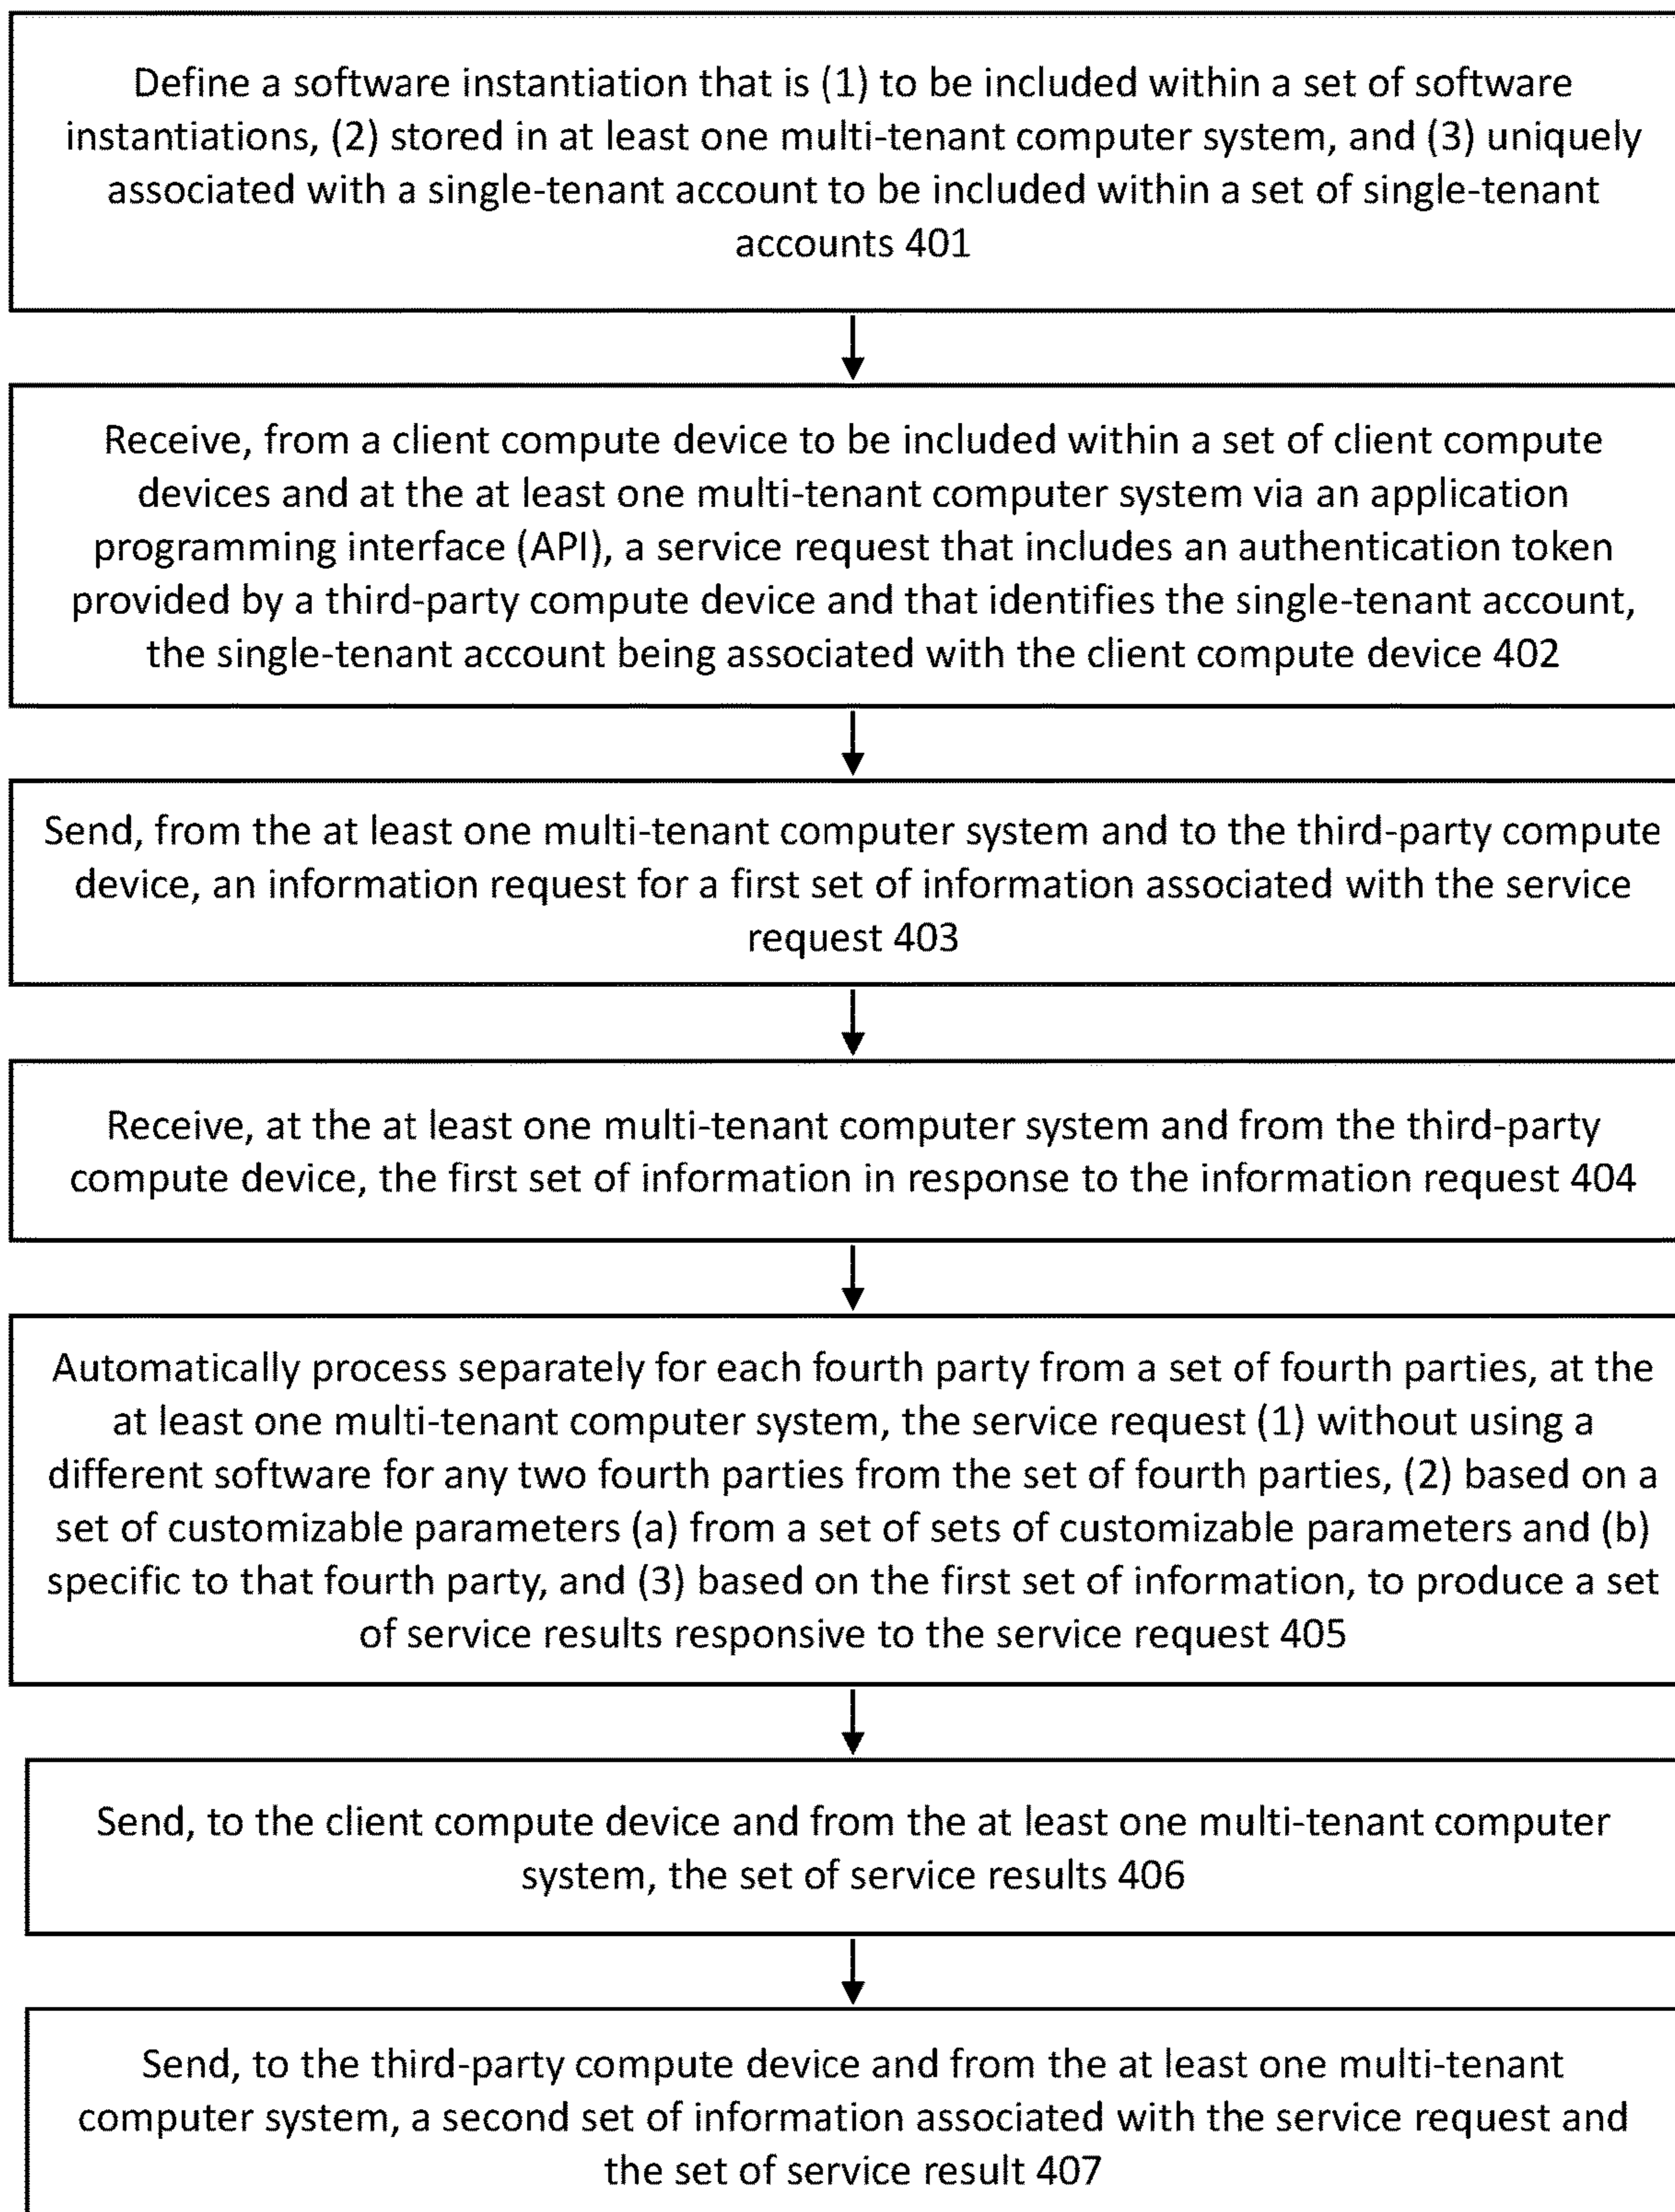 Define a software instantiation that is (1) to be included within a set of software
instantiations, (2) stored in at least one multi-tenant computer system, and (3) uniquely
associated with a single-tenant account to be included within a set of single-tenant
accounts 401
Receive, from a client compute device to be included within a set of client compute
devices and at the at least one multi-tenant computer system via an application
programming interface (API), a service request that includes an authentication token
provided by a third-party compute device and that identifies the single-tenant account,
the single-tenant account being associated with the client compute device 402
Send, from the at least one multi-tenant computer system and to the third-party compute
device, an information request for a first set of information associated with the service
request 403
Receive, at the at least one multi-tenant computer system and from the third-party
compute device, the first set of information in response to the information request 404
Automatically process separately for each fourth party from a set of fourth parties, at the
at least one multi-tenant computer system, the service request (1) without using a
different software for any two fourth parties from the set of fourth parties, (2) based on a
set of customizable parameters (a) from a set of sets of customizable parameters and (b)
specific to that fourth party, and (3) based on the first set of information, to produce a set
of service results responsive to the service request 405
Send, to the client compute device and from the at least one multi-tenant computer
system, the set of service results 406
Send, to the third-party compute device and from the at least one multi-tenant
computer system, a second set of information associated with the service request and
the set of service result 407